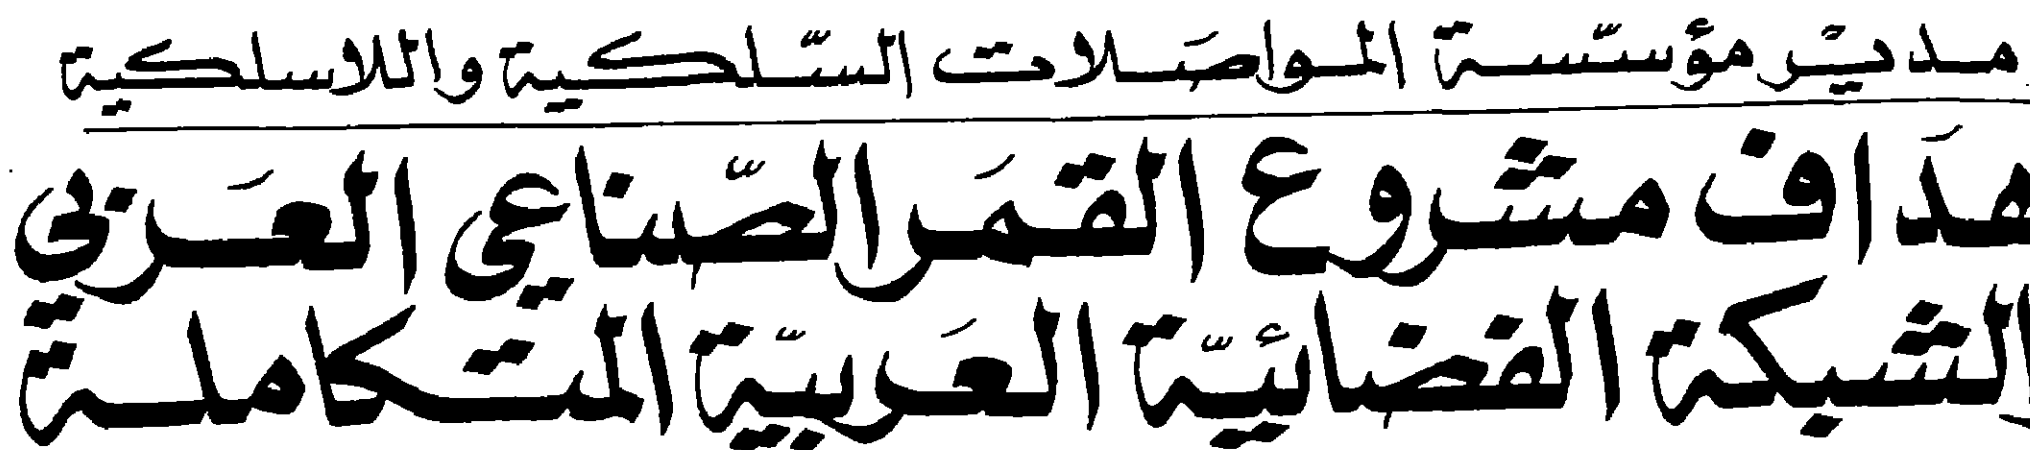 مدير مؤسسة المواصلات السلكية واللاسلكية
هداف مشروع القمر الصناعي العربي
الشبكة الفضائية العربية المتكاملة